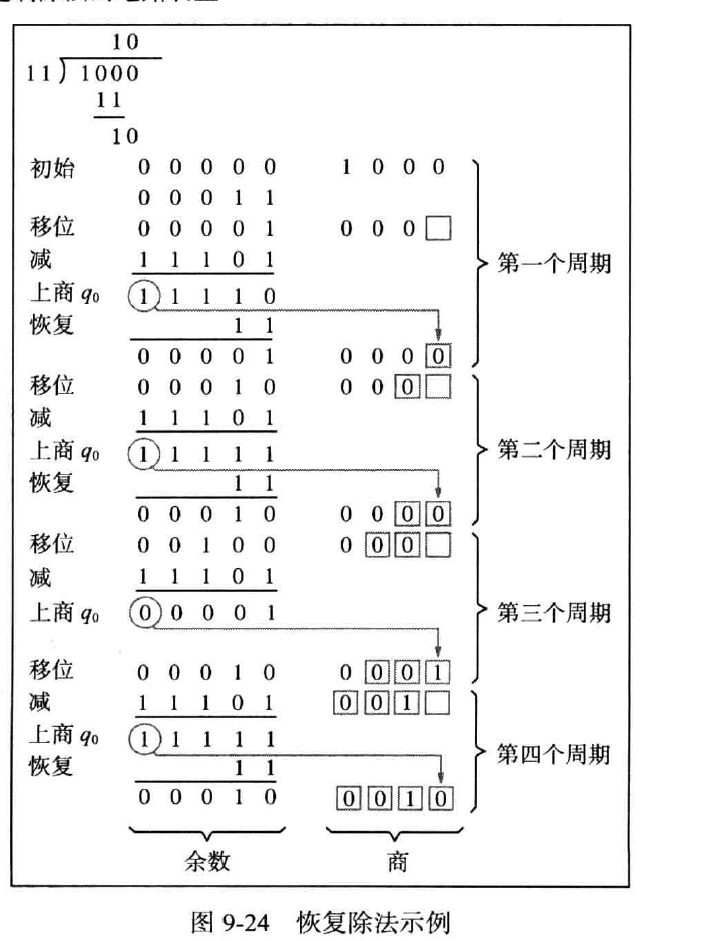 10
11) 1000
11
10
初始 0 0 0 0 0 1 0 0 0
0 0 0 1 1
移位 0 0 0 0 1 0 0 0
减 1 1 1 0 1
上商 q₀ 1 1 1 1 0
恢复 1 1
0 0 0 0 1 0 0 0 0
移位 0 0 0 1 0 0 0 0
减 1 1 1 0 1
上商 q₀ 1 1 1 1 1
恢复 1 1
0 0 0 1 0 0 0 0 0
移位 0 0 1 0 0 0 0 0
减 1 1 1 0 1
上商 q₀ 0 0 0 0 1
移位 0 0 0 1 0 0 0 0 1
减 1 1 1 0 1 0 0 1
上商 q₀ 1 1 1 1 1
恢复 1 1
0 0 0 1 0 0 0 1 0
第一个周期
第二个周期
第三个周期
第四个周期
余数 商
图 9-24 恢复除法示例